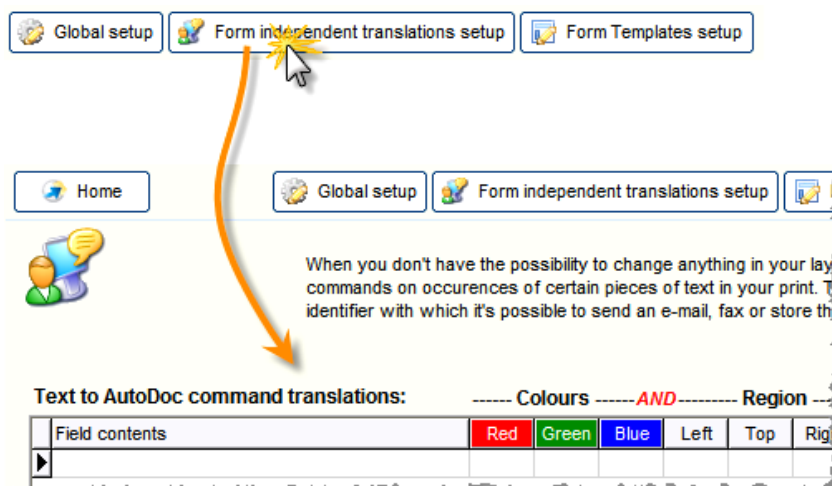 Global setup Form independent translations setup Form Templates setup
Home Global setup Form independent translations setup
When you don't have the possibility to change anything in your lay
commands on occurences of certain pieces of text in your print.
identifier with which it's possible to send an e-mail, fax or store th
Text to AutoDoc command translations: ------ Colours ------AND--------- Region ---
Field contents Red Green Blue Left Top Rig